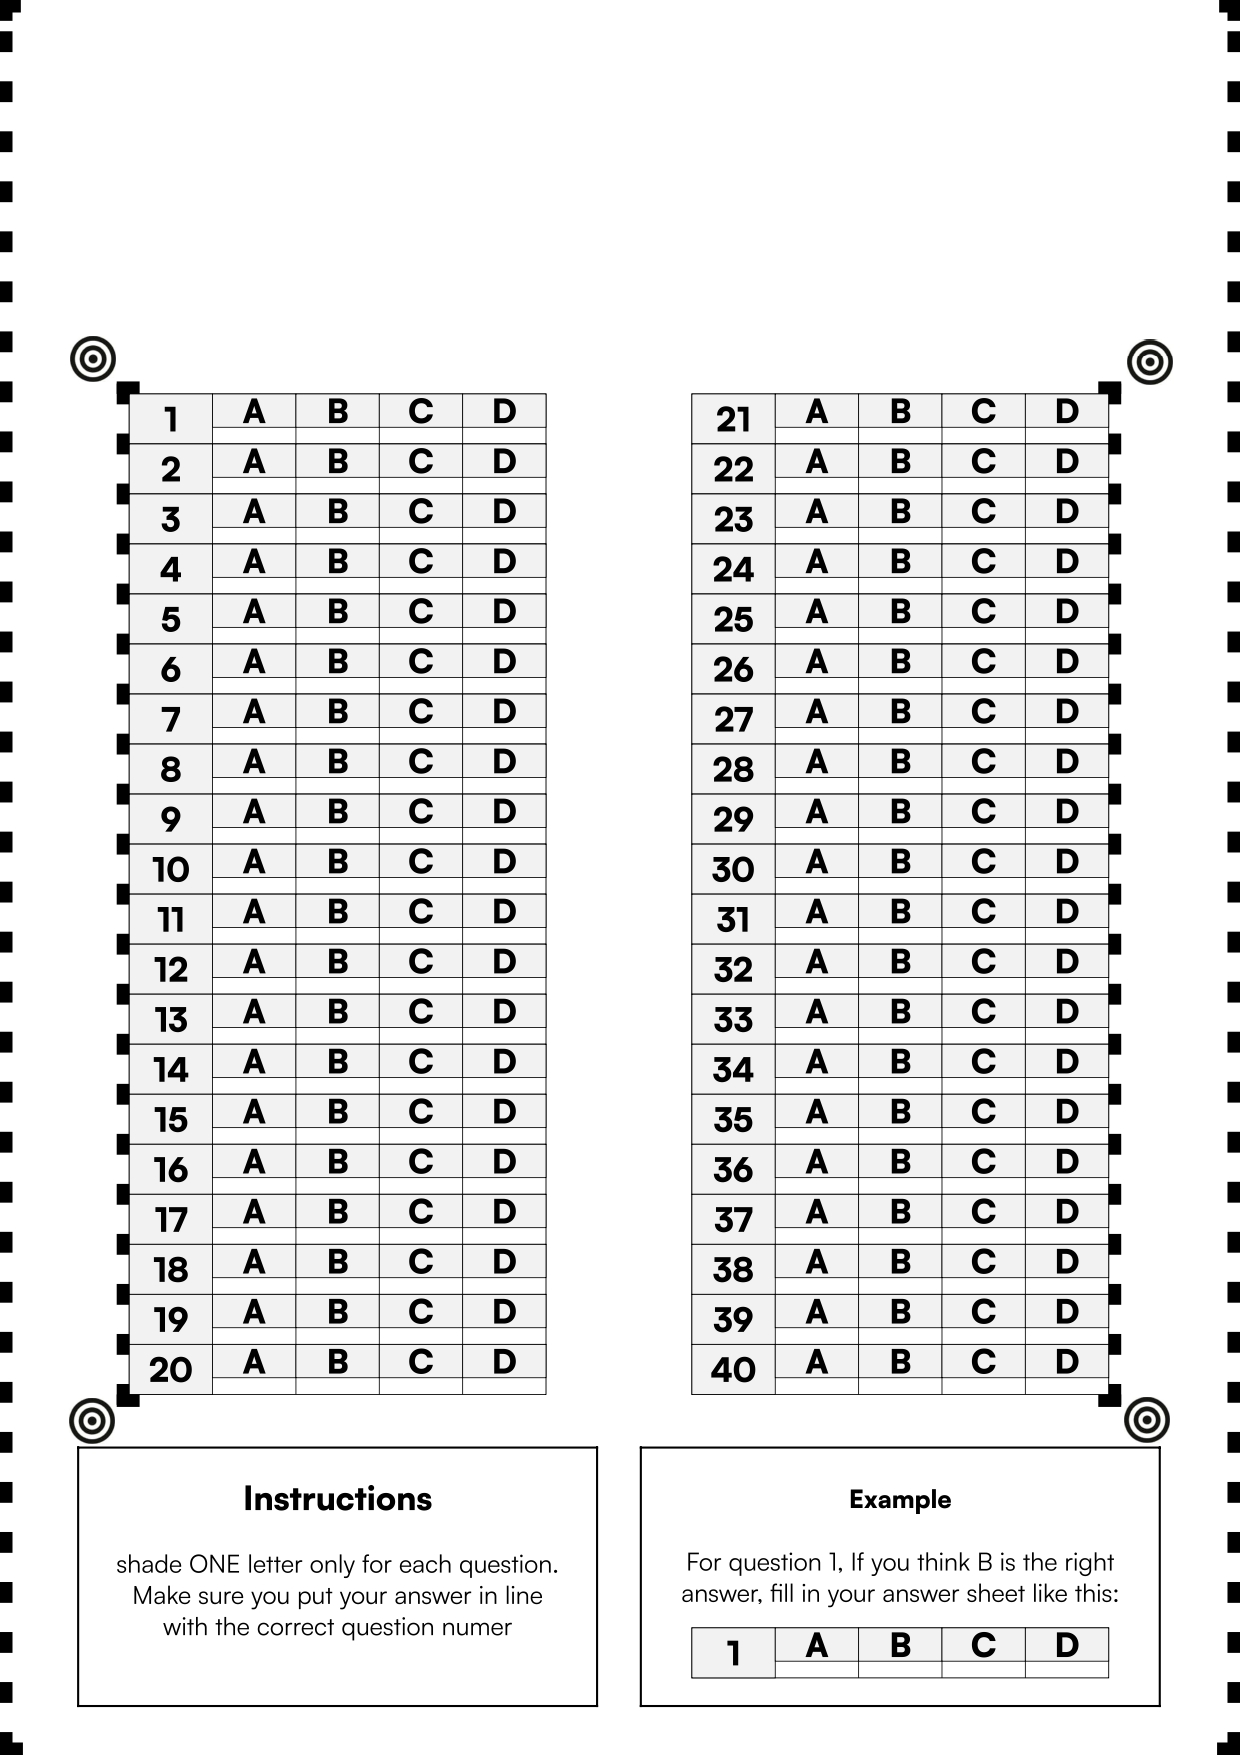 1 A B C D
2 A B C D
3 A B C D
4 A B C D
5 A B C D
6 A B C D
7 A B C D
8 A B C D
9 A B C D
10 A B C D
11 A B C D
12 A B C D
13 A B C D
14 A B C D
15 A B C D
16 A B C D
17 A B C D
18 A B C D
19 A B C D
20 A B C D
21 A B C D
22 A B C D
23 A B C D
24 A B C D
25 A B C D
26 A B C D
27 A B C D
28 A B C D
29 A B C D
30 A B C D
31 A B C D
32 A B C D
33 A B C D
34 A B C D
35 A B C D
36 A B C D
37 A B C D
38 A B C D
39 A B C D
40 A B C D
Instructions
shade ONE letter only for each question.
Make sure you put your answer in line
with the correct question numer
Example
For question 1, If you think B is the right
answer, fill in your answer sheet like this:
1 A B C D